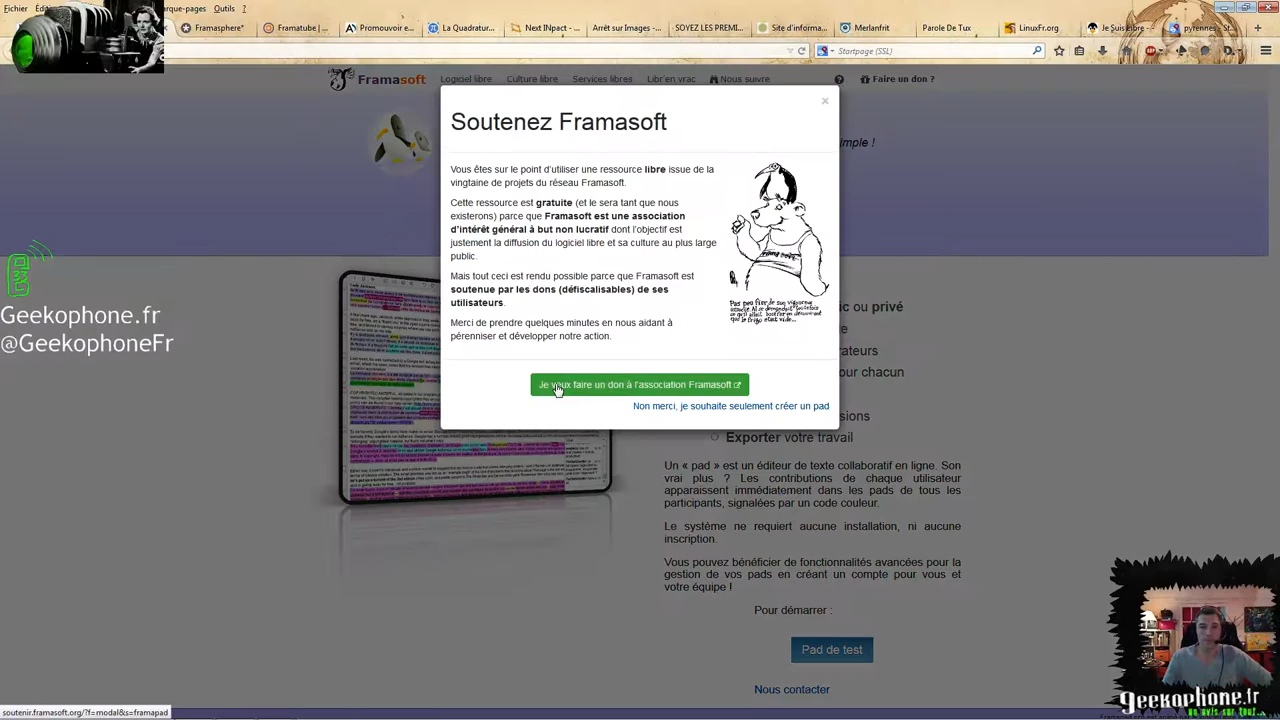 Fichier
Outils ?
Framasphere*
Framatube |...
Promouvoir e...
La Quadratur...
Next INpact -...
Arrêt sur Images -...
SOYEZ LES PREMI...
Site d'informa...
Merlanfrit
Parole De Tux
LinuxFr.org
Je Suis libre -...
pyrennes - St...
Startpage (SSL)
Framasoft
Logiciel libre
Culture libre
Services libres
Libr'en vrac
Nous suivre
Faire un don ?
Soutenez Framasoft
×
imple !
Vous êtes sur le point d'utiliser une ressource libre issue de la
vingtaine de projets du réseau Framasoft.
Cette ressource est gratuite (et le sera tant que nous
existerons) parce que Framasoft est une association
d'intérêt général à but non lucratif dont l'objectif est
justement la diffusion du logiciel libre et sa culture au plus large
public.
Mais tout ceci est rendu possible parce que Framasoft est
soutenue par les dons (défiscalisables) de ses
utilisateurs.
Merci de prendre quelques minutes en nous aidant à
pérenniser et développer notre action.
Je veux faire un don à l'association Framasoft
Non merci, je souhaite seulement créer un pad
Geekophone.fr
@GeekophoneFr
ic ou privé
rateurs
pour chacun
sions
Exporter votre travail
Un « pad » est un éditeur de texte collaboratif en ligne. Son
vrai plus ? Les contributions de chaque utilisateur
apparaissent immédiatement dans les pads de tous les
participants, signalées par un code couleur.
Le système ne requiert aucune installation, ni aucune
inscription.
Vous pouvez bénéficier de fonctionnalités avancées pour la
gestion de vos pads en créant un compte pour vous et
votre équipe !
Pour démarrer :
Pad de test
Nous contacter
geekophone.fr
un avis sur tout...
soutenir.framasoft.org/?f=modal&s=framapad